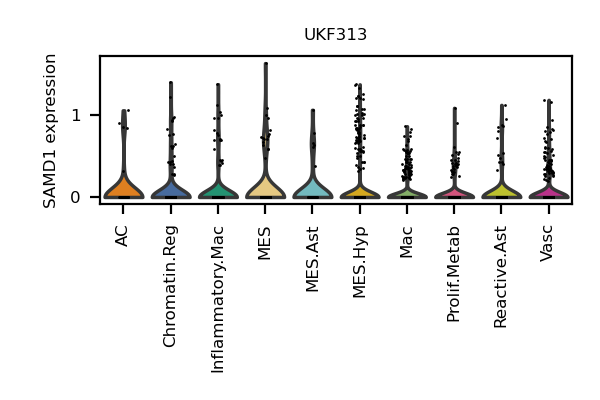 UKF313
SAMD1 expression
1
0
AC
Chromatin.Reg
Inflammatory.Mac
MES
MES.Ast
MES.Hyp
Mac
Prolif.Metab
Reactive.Ast
Vasc